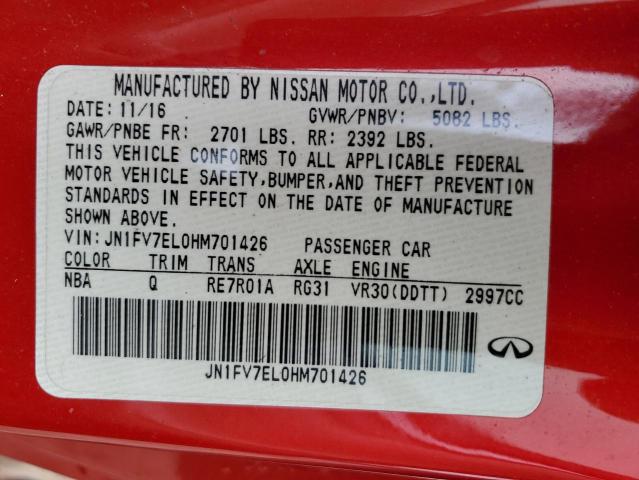 MANUFACTURED BY NISSAN MOTOR CO.,LTD.
DATE: 11/16 GVWR/PNBV: 5082 LBS.
GAWR/PNBE FR: 2701 LBS. RR: 2392 LBS.
THIS VEHICLE CONFORMS TO ALL APPLICABLE FEDERAL
MOTOR VEHICLE SAFETY,BUMPER,AND THEFT PREVENTION
STANDARDS IN EFFECT ON THE DATE OF MANUFACTURE
SHOWN ABOVE.
VIN: JN1FV7EL0HM701426 PASSENGER CAR
COLOR TRIM TRANS AXLE ENGINE
NBA Q RE7R01A RG31 VR30(DDTT) 2997CC
JN1FV7EL0HM701426